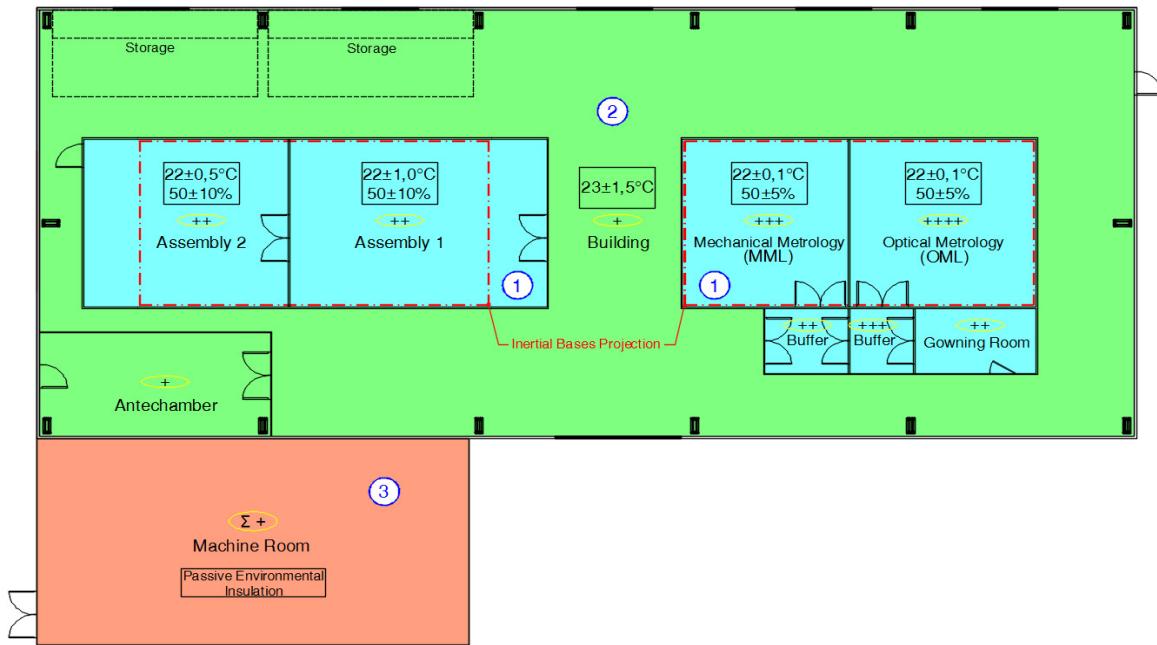 Storage
Storage
2
22±0,5°C
50±10%
++
Assembly 2
22±1,0°C
50±10%
++
Assembly 1
1
23±1,5°C
+
Building
22±0,1°C
50±5%
+++
Mechanical Metrology
(MML)
1
22±0,1°C
50±5%
++++
Optical Metrology
(OML)
Inertial Bases Projection
++
Buffer
+++
Buffer
++
Gowning Room
+
Antechamber
3
Σ +
Machine Room
Passive Environmental
Insulation